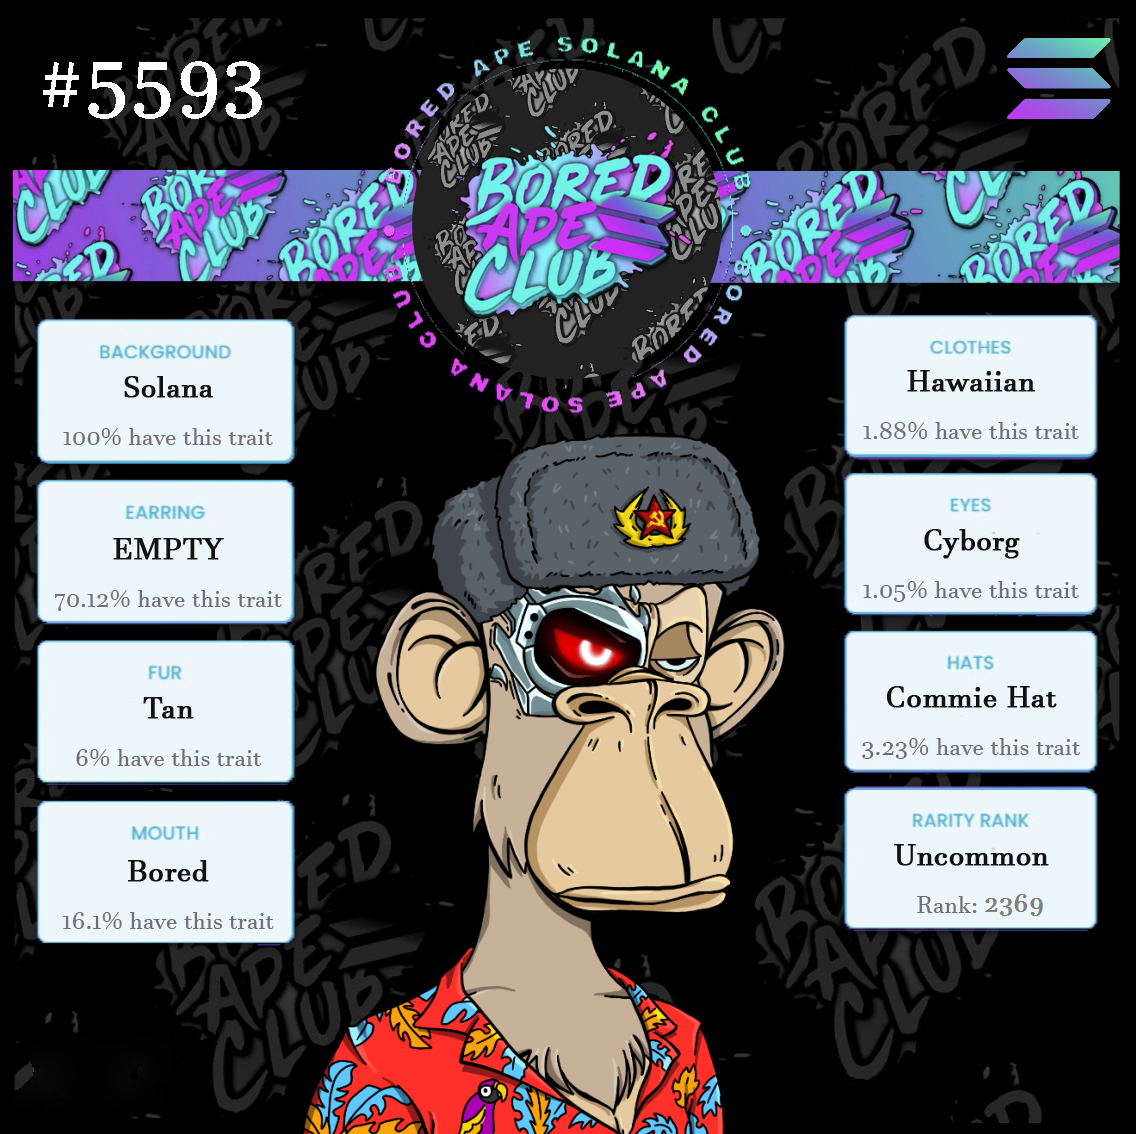 #5593
BORED APE SOLANA CLUB
BORED APE SOLANA CLUB
BORED
APE
CLUB
BACKGROUND
Solana
100% have this trait
EARRING
EMPTY
70.12% have this trait
FUR
Tan
6% have this trait
MOUTH
Bored
16.1% have this trait
CLOTHES
Hawaiian
1.88% have this trait
EYES
Cyborg
1.05% have this trait
HATS
Commie Hat
3.23% have this trait
RARITY RANK
Uncommon
Rank: 2369